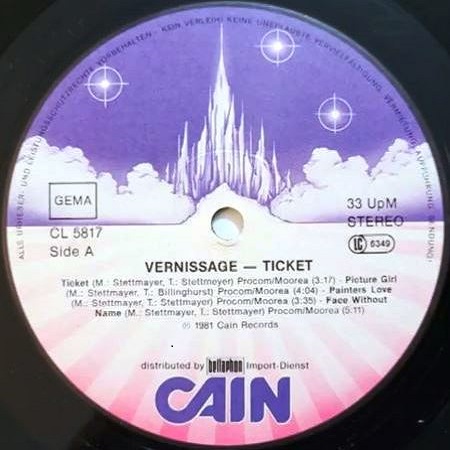 ALLE URHEBER- UND LEISTUNGSSCHUTZRECHTE VORBEHALTEN · KEIN VERLEIH! KEINE UNERLAUBTE VERVIELFÄLTIGUNG, VERMIETUNG, AUFFÜHRUNG, SENDUNG!
GEMA
CL 5817
Side A
33 UpM
STEREO
LC 6349
VERNISSAGE — TICKET
Ticket (M.: Stettmayer, T.: Stettmeyer) Procom/Moorea (3:17) · Picture Girl
(M.: Stettmayer, T.: Billinghurst) Procom/Moorea (4:04) · Painters Love
(M.: Stettmayer, T.: Stettmayer) Procom/Moorea (3:35) · Face Without
Name (M.: Stettmayer, T.: Stettmayer) Procom/Moorea (5:11)
℗ 1981 Cain Records
distributed by bellaphon Import-Dienst
CAIN